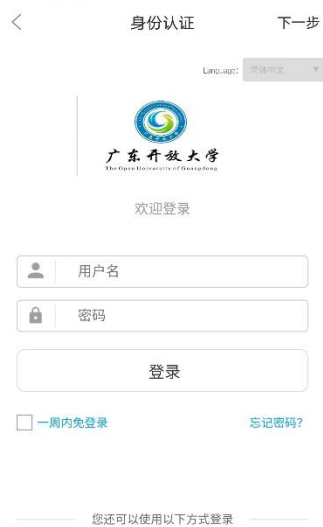 身份认证 下一步
Language: 简体中文
广东开放大学
The Open University of Guangdong
欢迎登录
用户名
密码
登录
一周内免登录 忘记密码?
您还可以使用以下方式登录